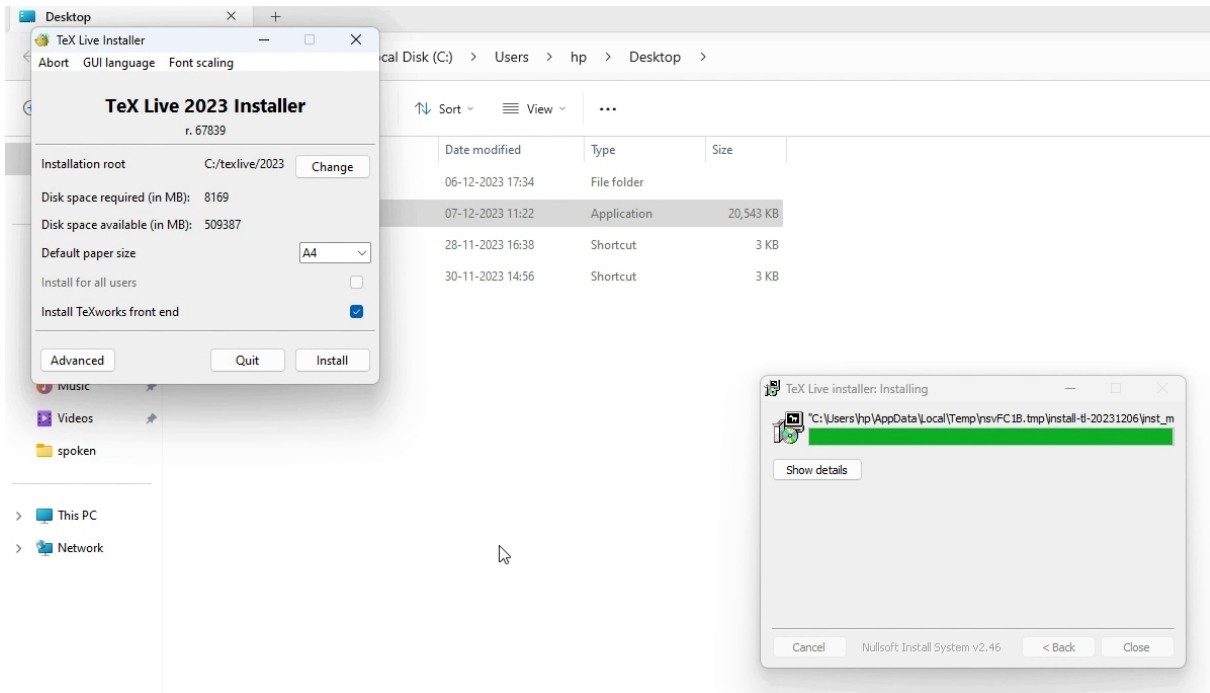 Desktop
TeX Live Installer
Abort GUI language Font scaling
TeX Live 2023 Installer
r. 67839
Installation root C:/texlive/2023 Change
Disk space required (in MB): 8169
Disk space available (in MB): 509387
Default paper size A4
Install for all users
Install TeXworks front end
Advanced Quit Install
cal Disk (C:) > Users > hp > Desktop >
Sort View ...
Date modified Type Size
06-12-2023 17:34 File folder
07-12-2023 11:22 Application 20,543 KB
28-11-2023 16:38 Shortcut 3 KB
30-11-2023 14:56 Shortcut 3 KB
Music
Videos
spoken
This PC
Network
TeX Live installer: Installing
"C:\Users\hp\AppData\Local\Temp\nsvFC1B.tmp\install-tl-20231206\inst_m
Show details
Cancel Nullsoft Install System v2.46 < Back Close